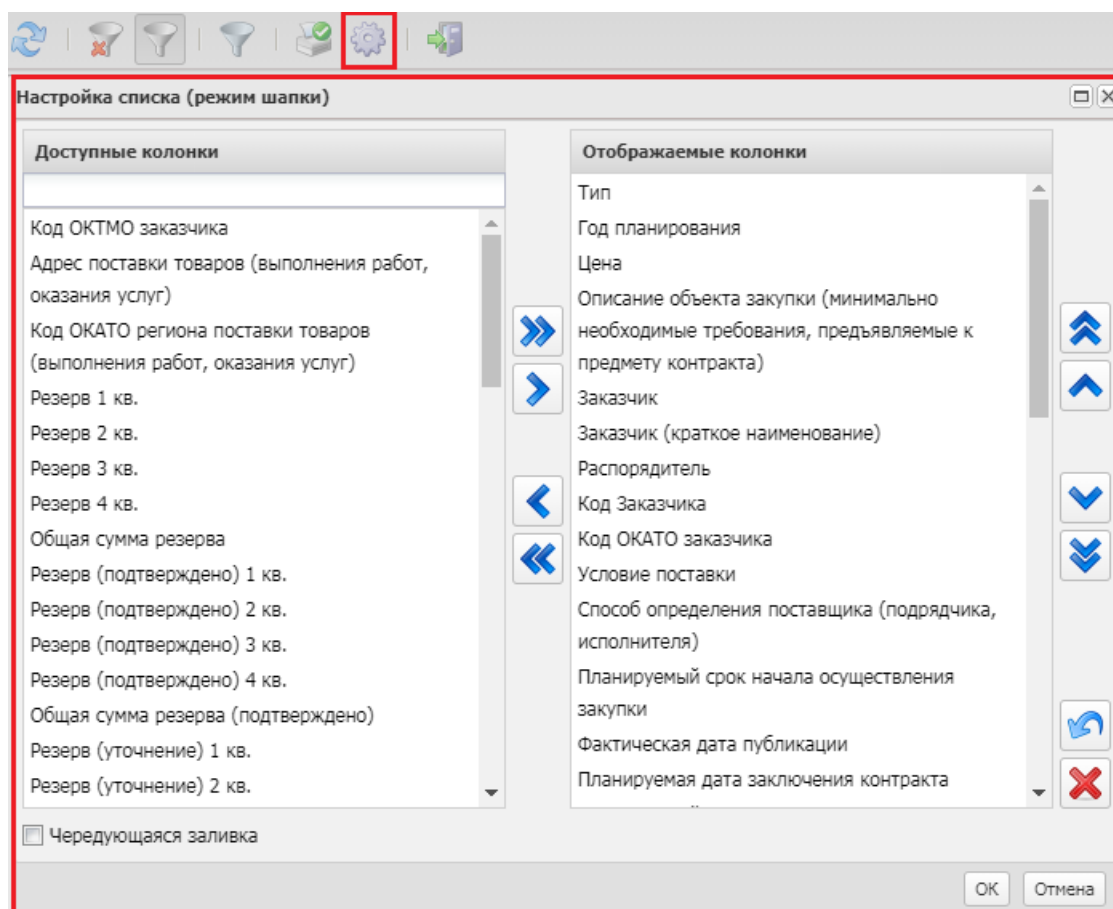 Настройка списка (режим шапки)
Доступные колонки
Код ОКТМО заказчика
Адрес поставки товаров (выполнения работ,
оказания услуг)
Код ОКАТО региона поставки товаров
(выполнения работ, оказания услуг)
Резерв 1 кв.
Резерв 2 кв.
Резерв 3 кв.
Резерв 4 кв.
Общая сумма резерва
Резерв (подтверждено) 1 кв.
Резерв (подтверждено) 2 кв.
Резерв (подтверждено) 3 кв.
Резерв (подтверждено) 4 кв.
Общая сумма резерва (подтверждено)
Резерв (уточнение) 1 кв.
Резерв (уточнение) 2 кв.
Отображаемые колонки
Тип
Год планирования
Цена
Описание объекта закупки (минимально
необходимые требования, предъявляемые к
предмету контракта)
Заказчик
Заказчик (краткое наименование)
Распорядитель
Код Заказчика
Код ОКАТО заказчика
Условие поставки
Способ определения поставщика (подрядчика,
исполнителя)
Планируемый срок начала осуществления
закупки
Фактическая дата публикации
Планируемая дата заключения контракта
Чередующаяся заливка
ОК
Отмена